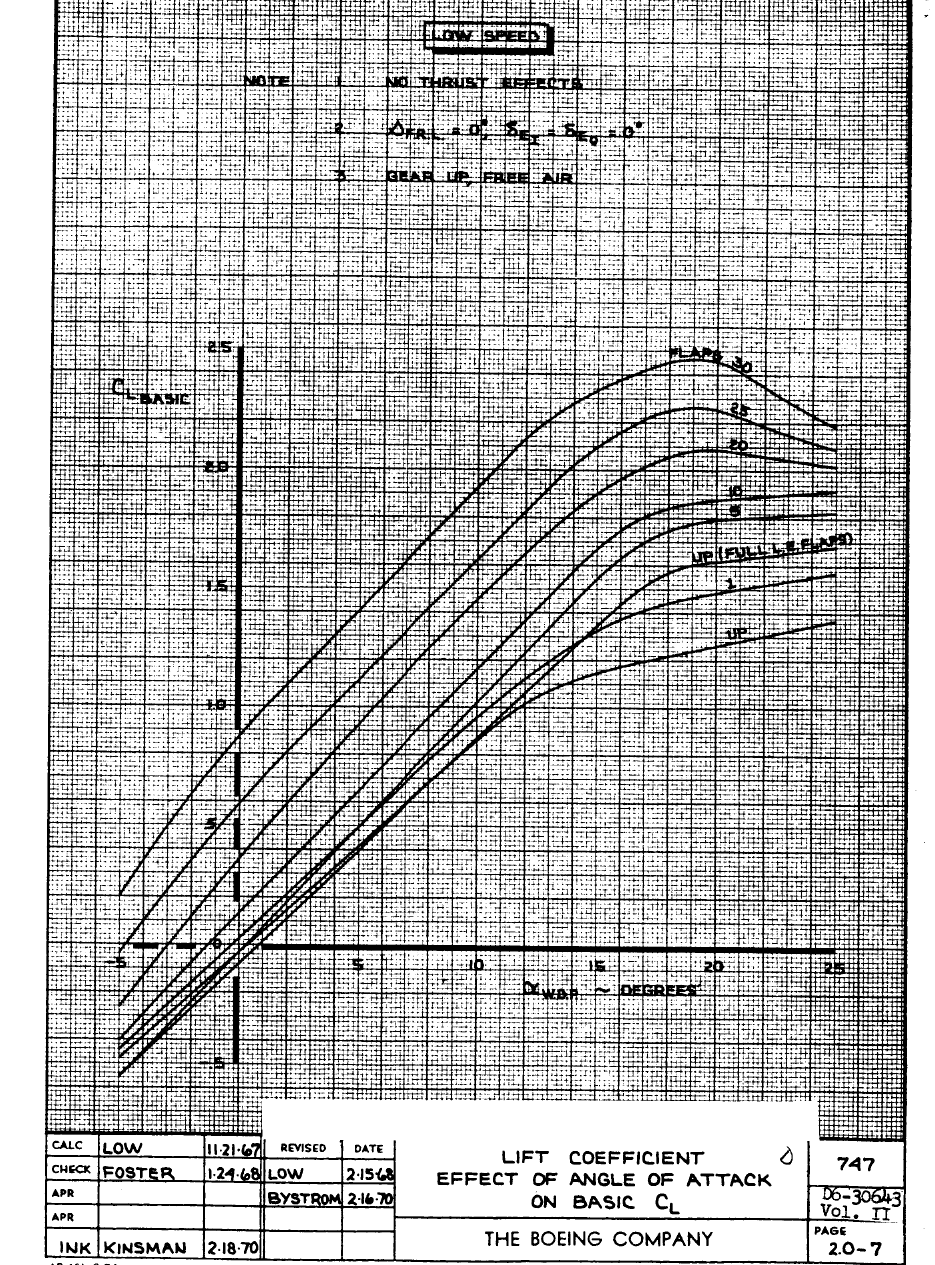 LOW SPEED
NOTE 1 NO THRUST EFFECTS
2 ΔF.R.L = 0°, δEI = δEO = 0°
3 GEAR UP, FREE AIR
2.5
FLAPS 30
CL BASIC
25
2.0
20
10
5
UP (FULL L.E. FLAPS)
1.5
1
UP
1.0
.5
0
-5 5 10 15 20 25
αW.D.P. ~ DEGREES
-.5
CALC LOW 11·21·67 REVISED DATE
CHECK FOSTER 1·24·68 LOW 2·15·68
APR BYSTROM 2·16·70
APR
INK KINSMAN 2·18·70
LIFT COEFFICIENT
EFFECT OF ANGLE OF ATTACK
ON BASIC CL
THE BOEING COMPANY
747
D6-30643
Vol. II
PAGE
2.0-7